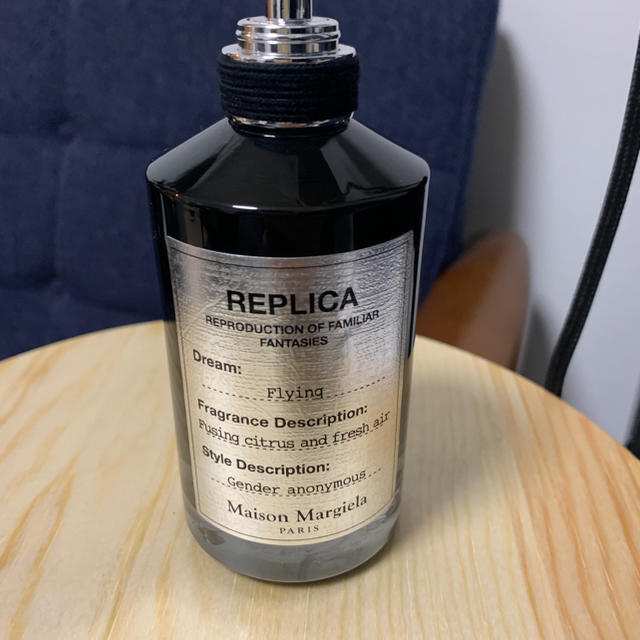 REPLICA
REPRODUCTION OF FAMILIAR
FANTASIES
Dream:
Flying
Fragrance Description:
Fusing citrus and fresh air
Style Description:
Gender anonymous
Maison Margiela
PARIS